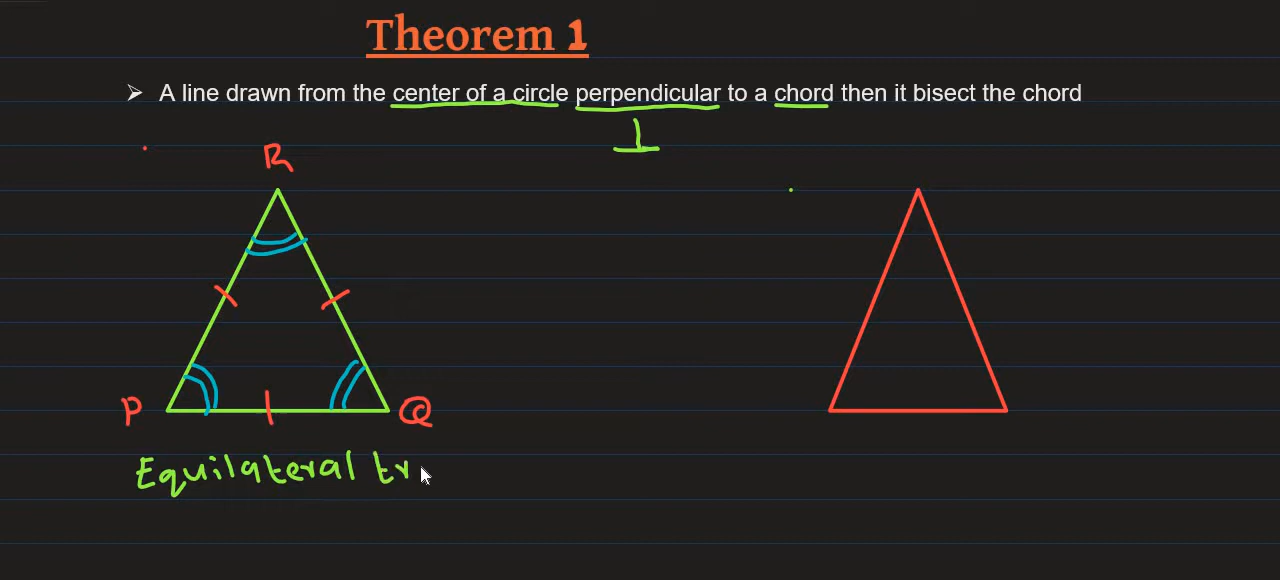 Theorem 1
➢ A line drawn from the center of a circle perpendicular to a chord then it bisect the chord
⊥
R
P
Q
Equilateral tr